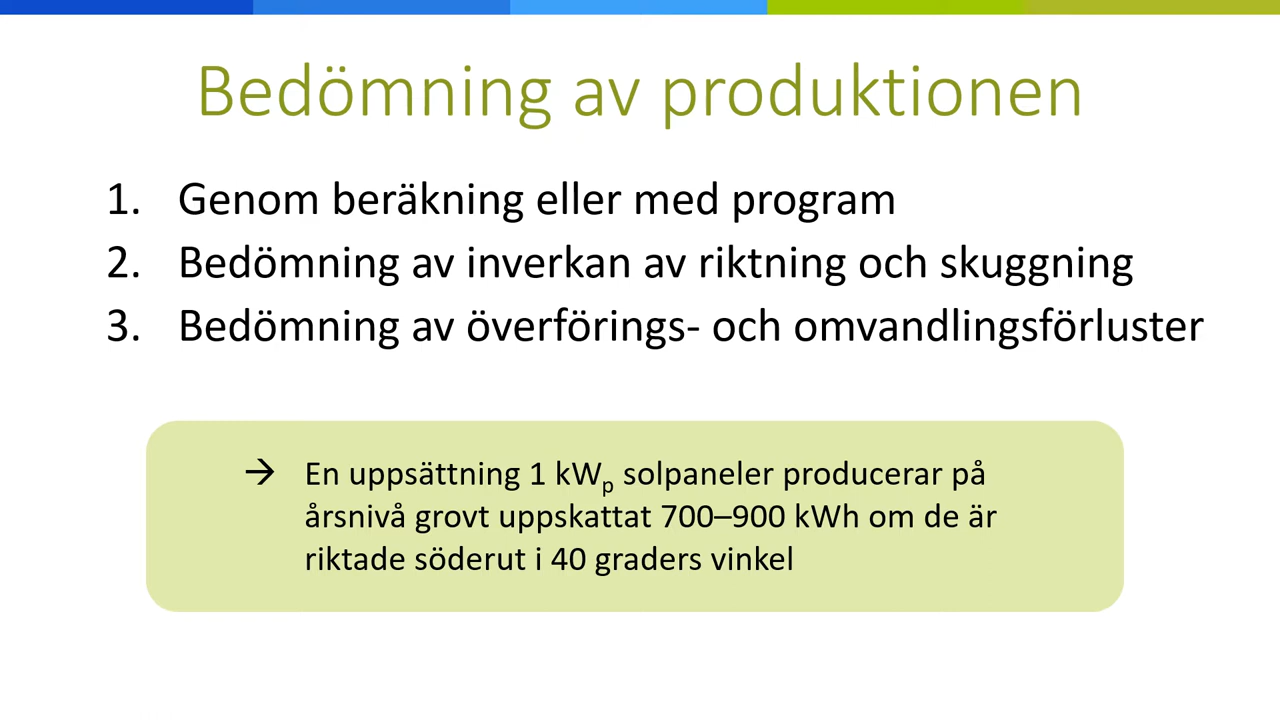 Bedömning av produktionen
1. Genom beräkning eller med program
2. Bedömning av inverkan av riktning och skuggning
3. Bedömning av överförings- och omvandlingsförluster
→ En uppsättning 1 kWp solpaneler producerar på
årsnivå grovt uppskattat 700–900 kWh om de är
riktade söderut i 40 graders vinkel